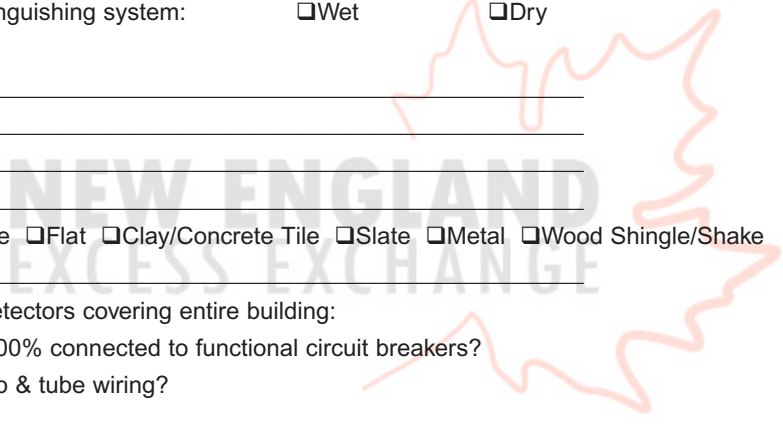 nguishing system: ❑Wet ❑Dry
NEW ENGLAND
e ❑Flat ❑Clay/Concrete Tile ❑Slate ❑Metal ❑Wood Shingle/Shake
EXCESS EXCHANGE
etectors covering entire building:
00% connected to functional circuit breakers?
b & tube wiring?